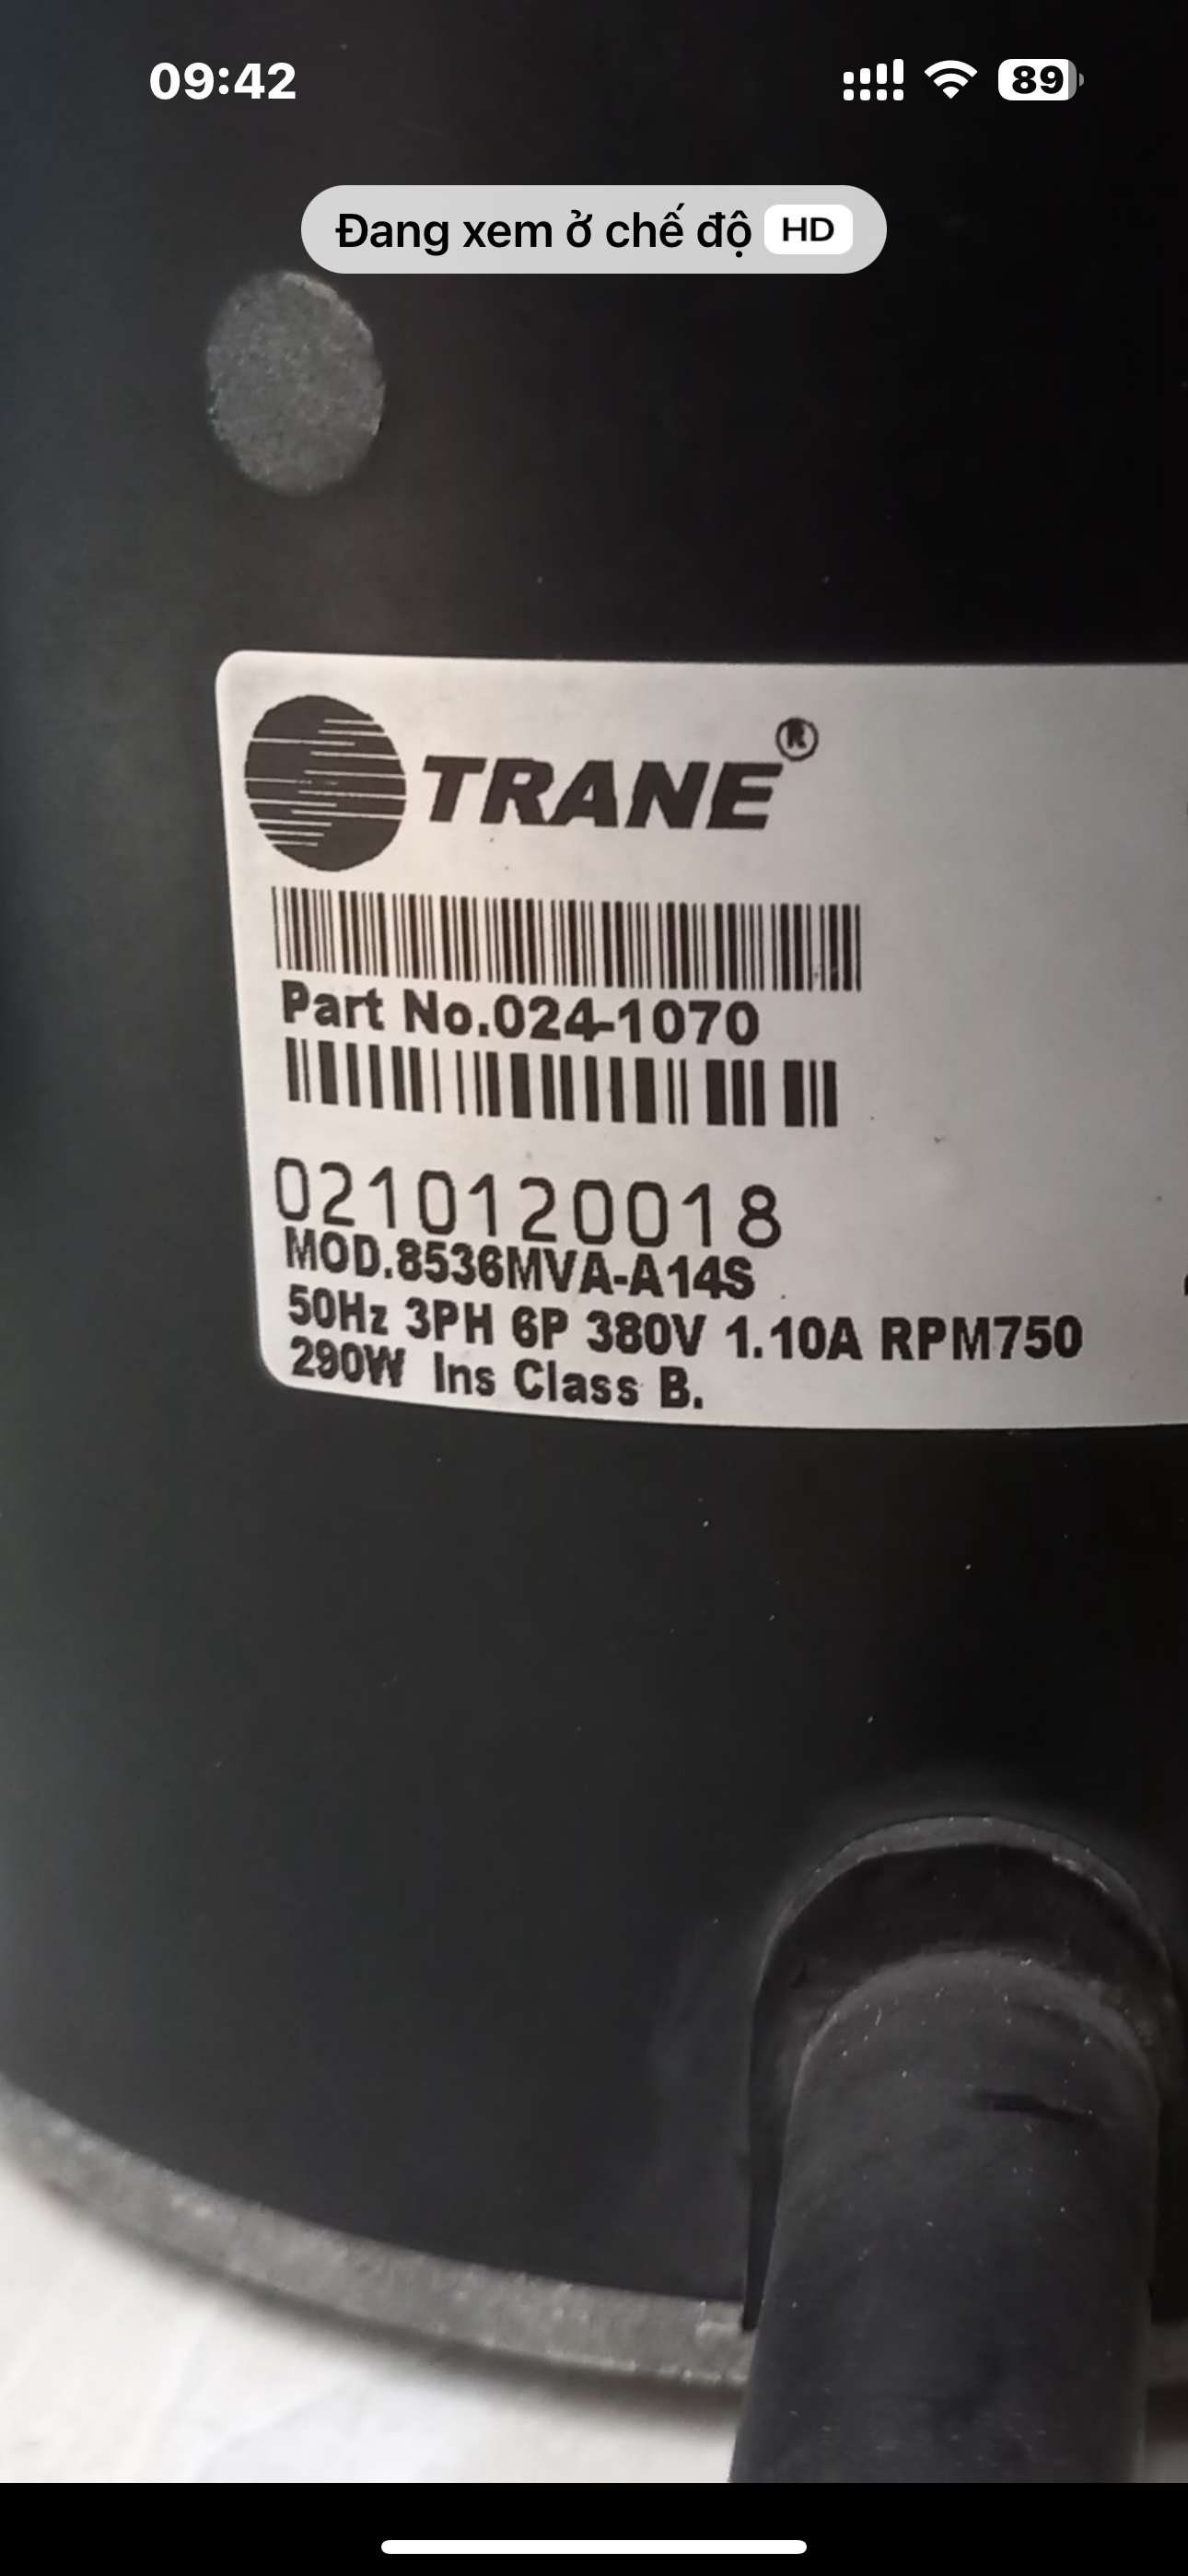 09:42
89
Đang xem ở chế độ HD
TRANE®
Part No.024-1070
0210120018
MOD.8536MVA-A14S
50Hz 3PH 6P 380V 1.10A RPM750
290W Ins Class B.